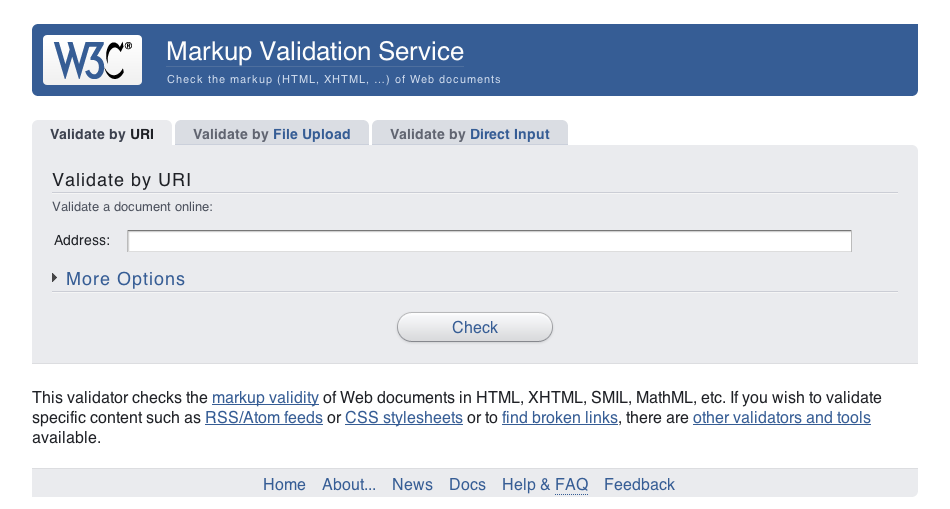 W3C®
Markup Validation Service
Check the markup (HTML, XHTML, …) of Web documents
Validate by URI
Validate by File Upload
Validate by Direct Input
Validate by URI
Validate a document online:
Address:
More Options
Check
This validator checks the markup validity of Web documents in HTML, XHTML, SMIL, MathML, etc. If you wish to validate
specific content such as RSS/Atom feeds or CSS stylesheets or to find broken links, there are other validators and tools
available.
Home About... News Docs Help & FAQ Feedback